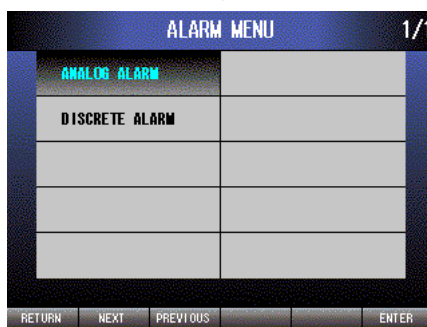 ALARM MENU 1/1
ANALOG ALARM
DISCRETE ALARM
RETURN NEXT PREVIOUS ENTER